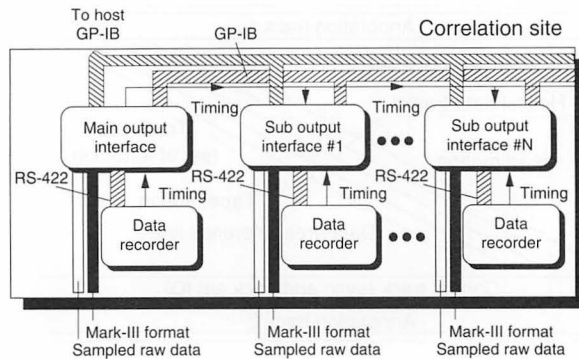 To host
GP-IB
GP-IB
Correlation site
Timing
Timing
Main output
interface
Sub output
interface #1
Sub output
interface #N
RS-422
Timing
RS-422
Timing
RS-422
Timing
Data
recorder
Data
recorder
Data
recorder
Mark-III format
Sampled raw data
Mark-III format
Sampled raw data
Mark-III format
Sampled raw data